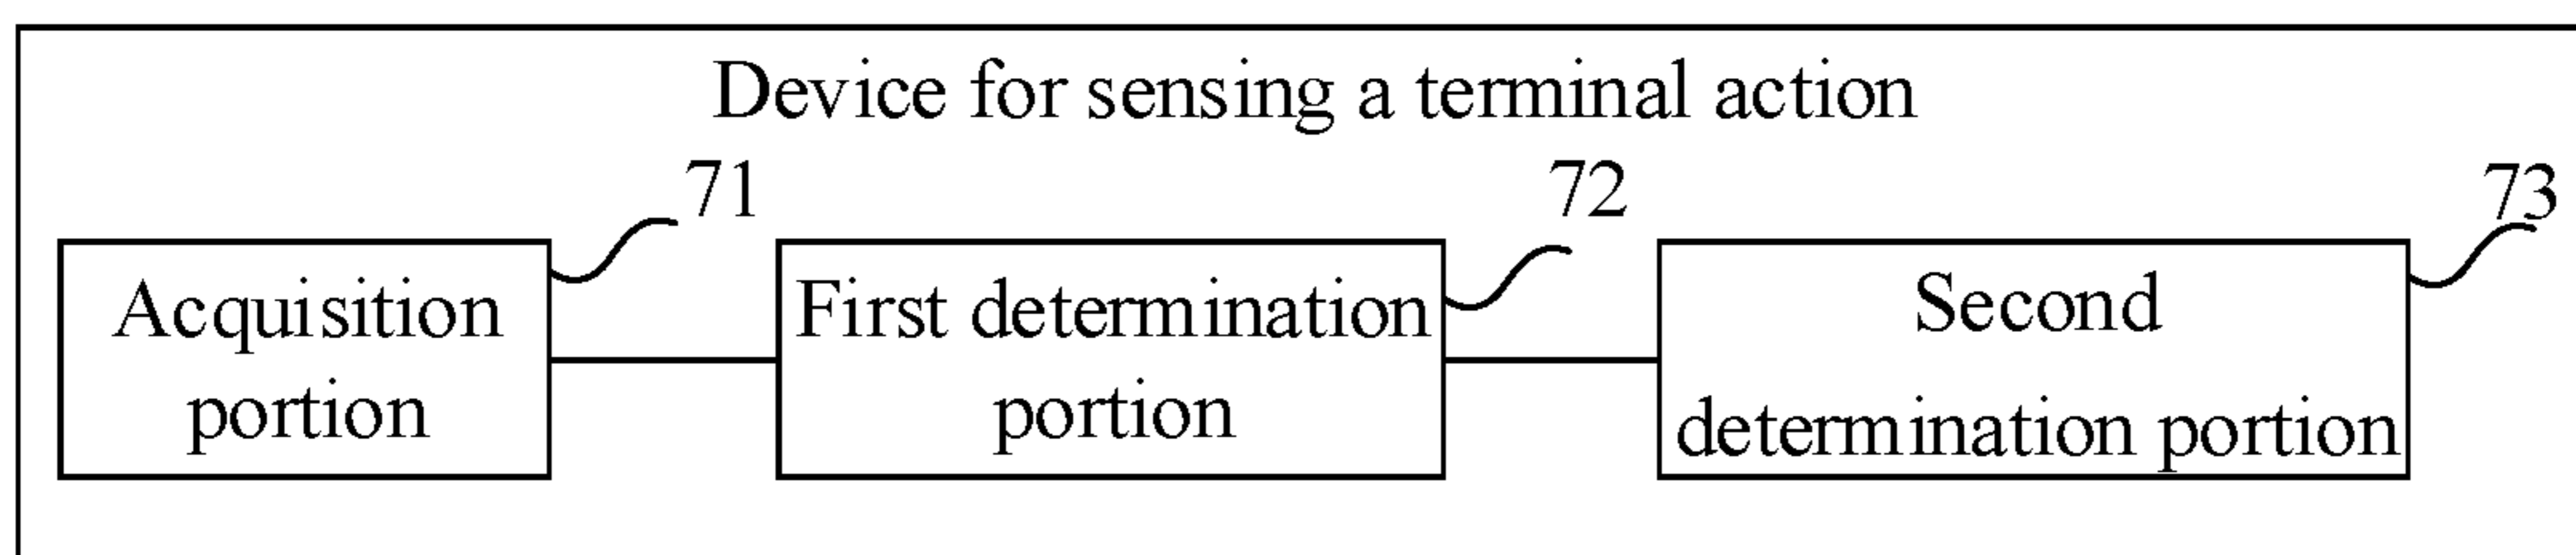 Device for sensing a terminal action
71
72
73
Acquisition
portion
First determination
portion
Second
determination portion